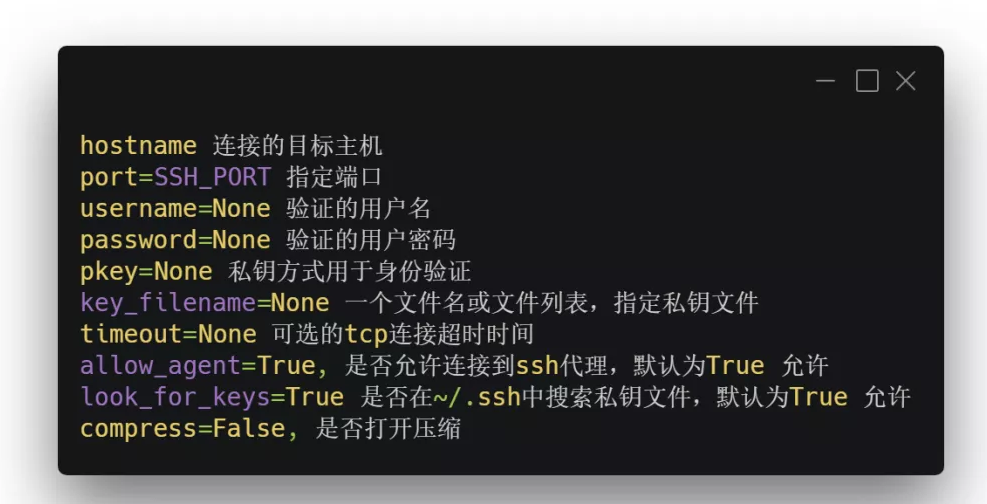 hostname 连接的目标主机
port=SSH_PORT 指定端口
username=None 验证的用户名
password=None 验证的用户密码
pkey=None 私钥方式用于身份验证
key_filename=None 一个文件名或文件列表，指定私钥文件
timeout=None 可选的tcp连接超时时间
allow_agent=True, 是否允许连接到ssh代理，默认为True 允许
look_for_keys=True 是否在~/.ssh中搜索私钥文件，默认为True 允许
compress=False, 是否打开压缩